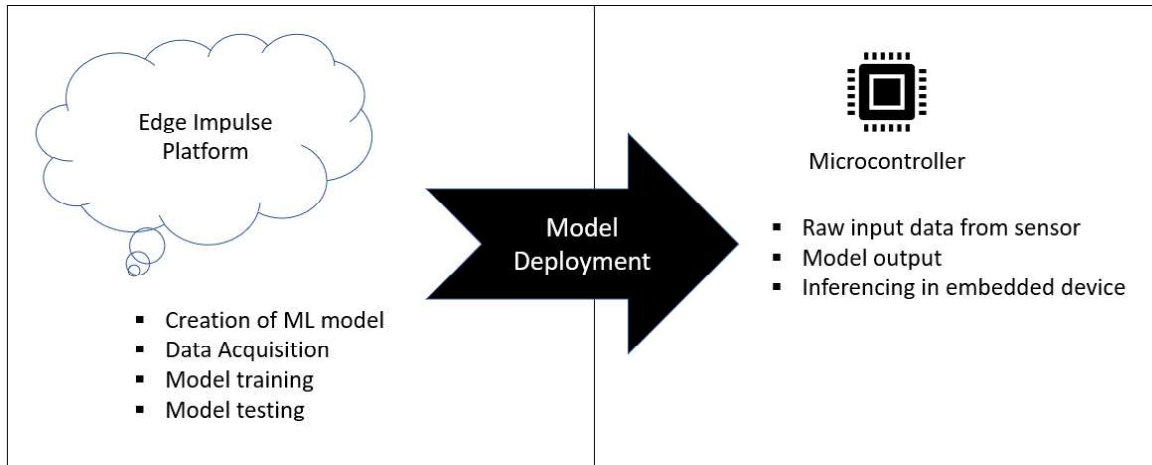 Edge Impulse
Platform
▪ Creation of ML model
▪ Data Acquisition
▪ Model training
▪ Model testing
Model
Deployment
Microcontroller
▪ Raw input data from sensor
▪ Model output
▪ Inferencing in embedded device